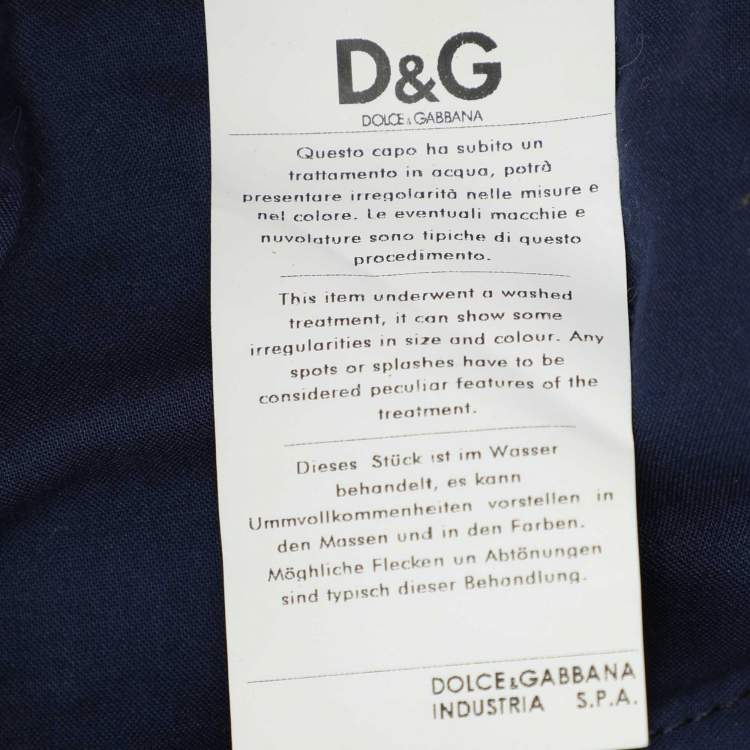 D&G
DOLCE & GABBANA
Questo capo ha subito un
trattamento in acqua, potrà
presentare irregolarità nelle misure e
nel colore. Le eventuali macchie e
nuvolature sono tipiche di questo
procedimento.
This item underwent a washed
treatment, it can show some
irregularities in size and colour. Any
spots or splashes have to be
considered peculiar features of the
treatment.
Dieses Stück ist im Wasser
behandelt, es kann
Ummvollkommenheiten vorstellen in
den Massen und in den Farben.
Möghliche Flecken un Abtönungen
sind typisch dieser Behandlung.
DOLCE&GABBANA
INDUSTRIA S.P.A.